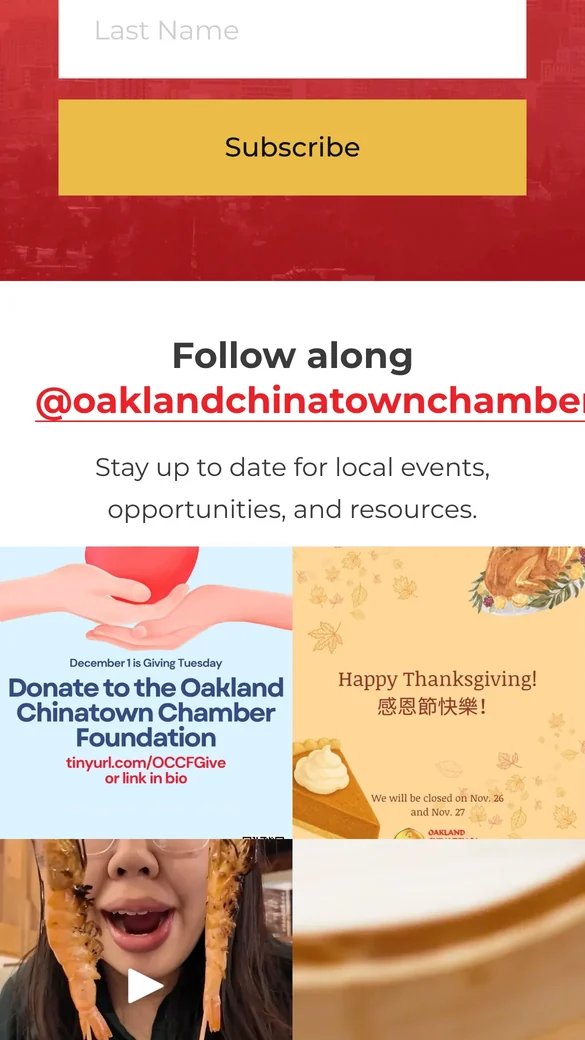 Last Name
Subscribe
Follow along
@oaklandchinatownchamber
Stay up to date for local events,
opportunities, and resources.
December 1 is Giving Tuesday
Donate to the Oakland
Chinatown Chamber
Foundation
tinyurl.com/OCCFGive
or link in bio
Happy Thanksgiving!
感恩節快樂!
We will be closed on Nov. 26
and Nov. 27
OAKLAND